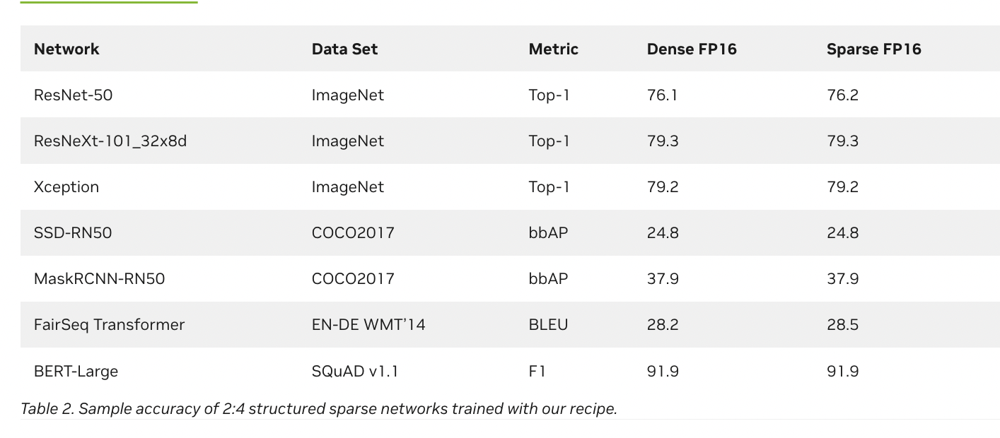 Network Data Set Metric Dense FP16 Sparse FP16
ResNet-50 ImageNet Top-1 76.1 76.2
ResNeXt-101_32x8d ImageNet Top-1 79.3 79.3
Xception ImageNet Top-1 79.2 79.2
SSD-RN50 COCO2017 bbAP 24.8 24.8
MaskRCNN-RN50 COCO2017 bbAP 37.9 37.9
FairSeq Transformer EN-DE WMT’14 BLEU 28.2 28.5
BERT-Large SQuAD v1.1 F1 91.9 91.9
Table 2. Sample accuracy of 2:4 structured sparse networks trained with our recipe.